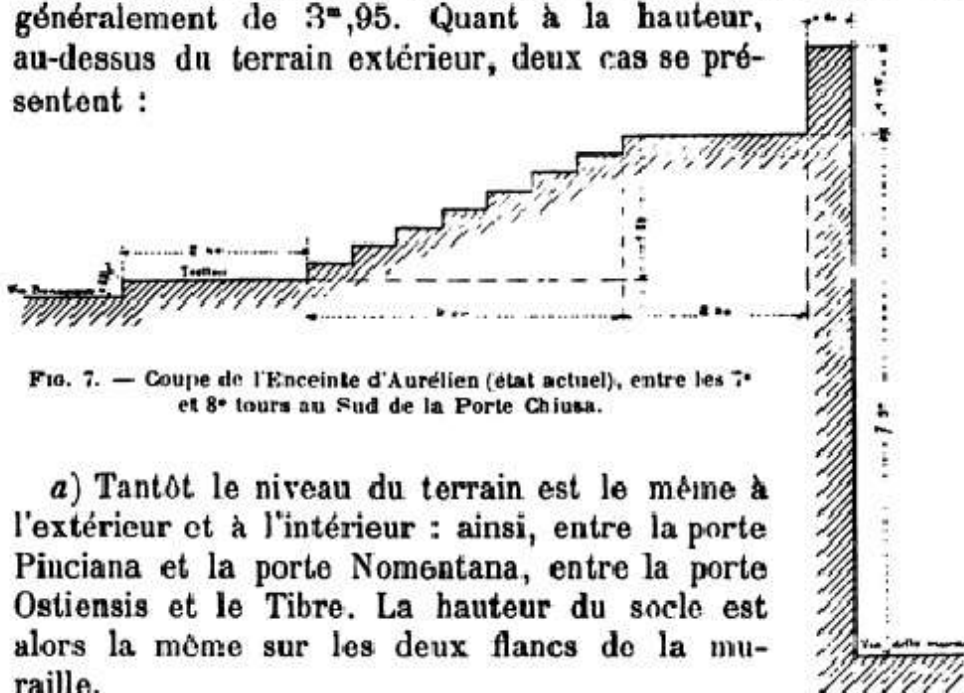 généralement de 3ᵐ,95. Quant à la hauteur,
au-dessus du terrain extérieur, deux cas se pré-
sentent :
Trottoir
FIG. 7. — Coupe de l'Enceinte d'Aurélien (état actuel), entre les 7ᵉ
et 8ᵉ tours au Sud de la Porte Chiusa.
a) Tantôt le niveau du terrain est le même à
l'extérieur et à l'intérieur : ainsi, entre la porte
Pinciana et la porte Nomentana, entre la porte
Ostiensis et le Tibre. La hauteur du socle est
alors la même sur les deux flancs de la mu-
raille.
Via delle mura